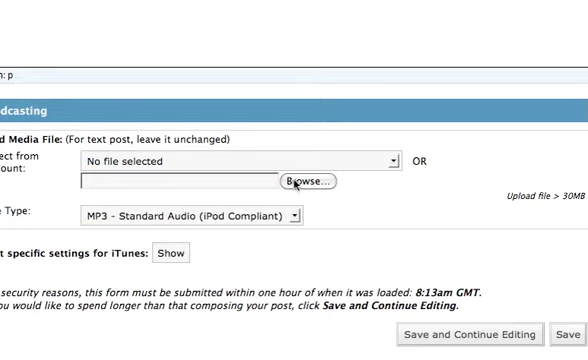 n: p
dcasting
d Media File: (For text post, leave it unchanged)
ect from
ount:
No file selected
OR
Browse...
Upload file > 30MB
e Type:
MP3 - Standard Audio (iPod Compliant)
t specific settings for iTunes: Show
security reasons, this form must be submitted within one hour of when it was loaded: 8:13am GMT.
ou would like to spend longer than that composing your post, click Save and Continue Editing.
Save and Continue Editing
Save